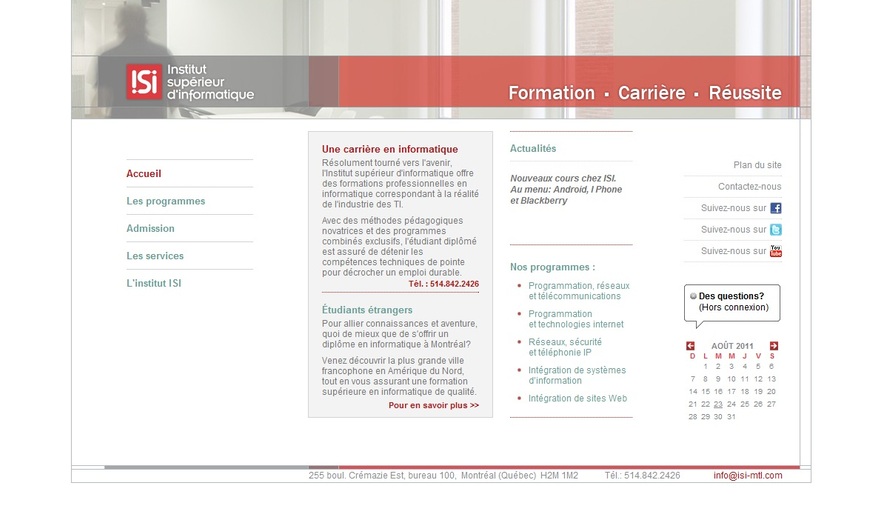 ISi
Institut
supérieur
d'informatique
Formation ▪ Carrière ▪ Réussite
Accueil
Les programmes
Admission
Les services
L'institut ISI
Une carrière en informatique
Résolument tourné vers l'avenir,
l'Institut supérieur d'informatique offre
des formations professionnelles en
informatique correspondant à la réalité
de l'industrie des TI.
Avec des méthodes pédagogiques
novatrices et des programmes
combinés exclusifs, l'étudiant diplômé
est assuré de détenir les
compétences techniques de pointe
pour décrocher un emploi durable.
Tél. : 514.842.2426
Étudiants étrangers
Pour allier connaissances et aventure,
quoi de mieux que de s'offrir un
diplôme en informatique à Montréal?
Venez découvrir la plus grande ville
francophone en Amérique du Nord,
tout en vous assurant une formation
supérieure en informatique de qualité.
Pour en savoir plus >>
Actualités
Nouveaux cours chez ISI.
Au menu: Android, I Phone
et Blackberry
Nos programmes :
Programmation, réseaux
et télécommunications
Programmation
et technologies internet
Réseaux, sécurité
et téléphonie IP
Intégration de systèmes
d'information
Intégration de sites Web
Plan du site
Contactez-nous
Suivez-nous sur f
Suivez-nous sur t
Suivez-nous sur You Tube
Des questions?
(Hors connexion)
AOÛT 2011
D L M M J V S
1 2 3 4 5 6
7 8 9 10 11 12 13
14 15 16 17 18 19 20
21 22 23 24 25 26 27
28 29 30 31
255 boul. Crémazie Est, bureau 100, Montréal (Québec) H2M 1M2 Tél.: 514.842.2426 info@isi-mtl.com